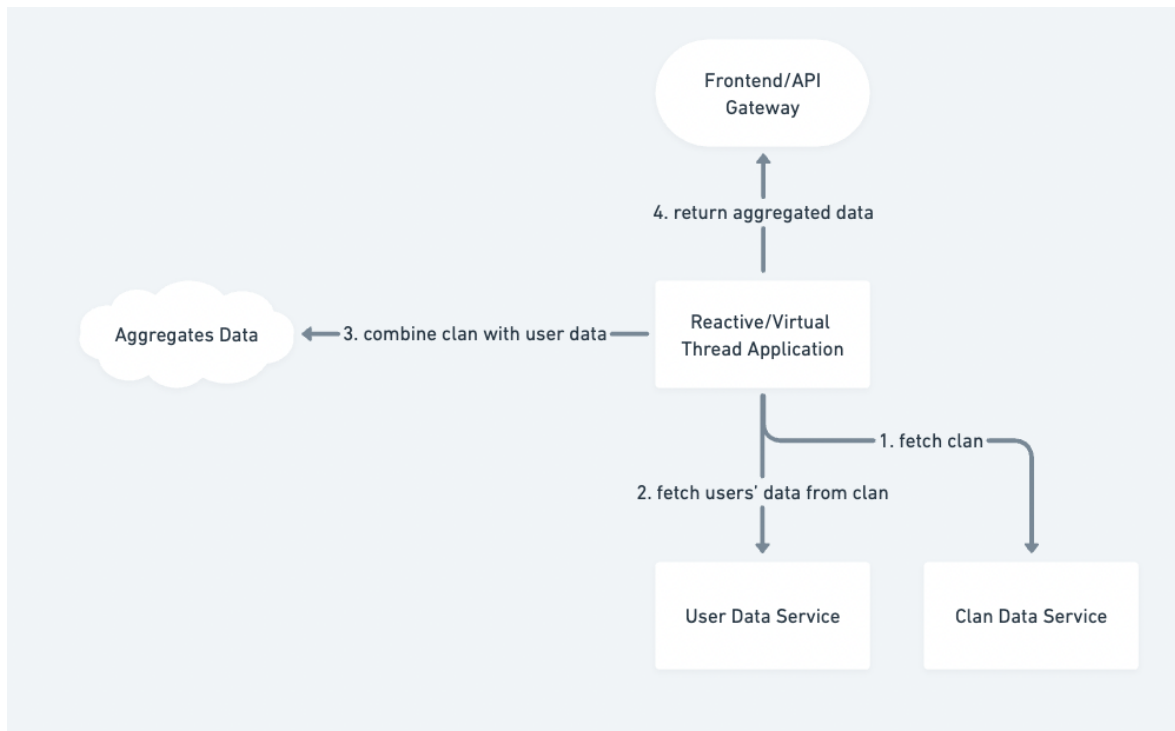 Frontend/API
Gateway
4. return aggregated data
Aggregates Data
3. combine clan with user data
Reactive/Virtual
Thread Application
1. fetch clan
2. fetch users’ data from clan
User Data Service
Clan Data Service